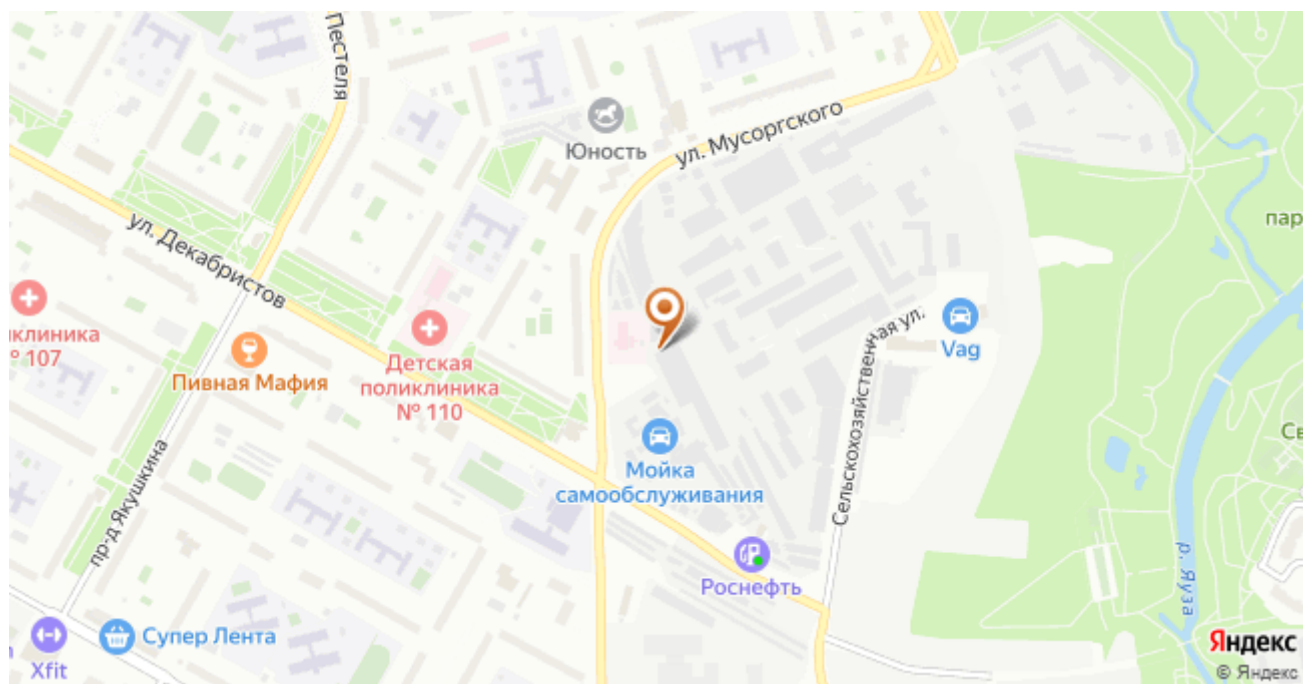 Пестеля
Юность
ул. Мусоргского
пар
ул. Декабристов
иклиника
º 107
Пивная Мафия
Детская
поликлиника
№ 110
Сельскохозяйственная ул.
Vag
Св
Мойка
самообслуживания
пр-д Якушкина
Роснефть
р. Яуза
Супер Лента
Xfit
Яндекс
© Яндекс